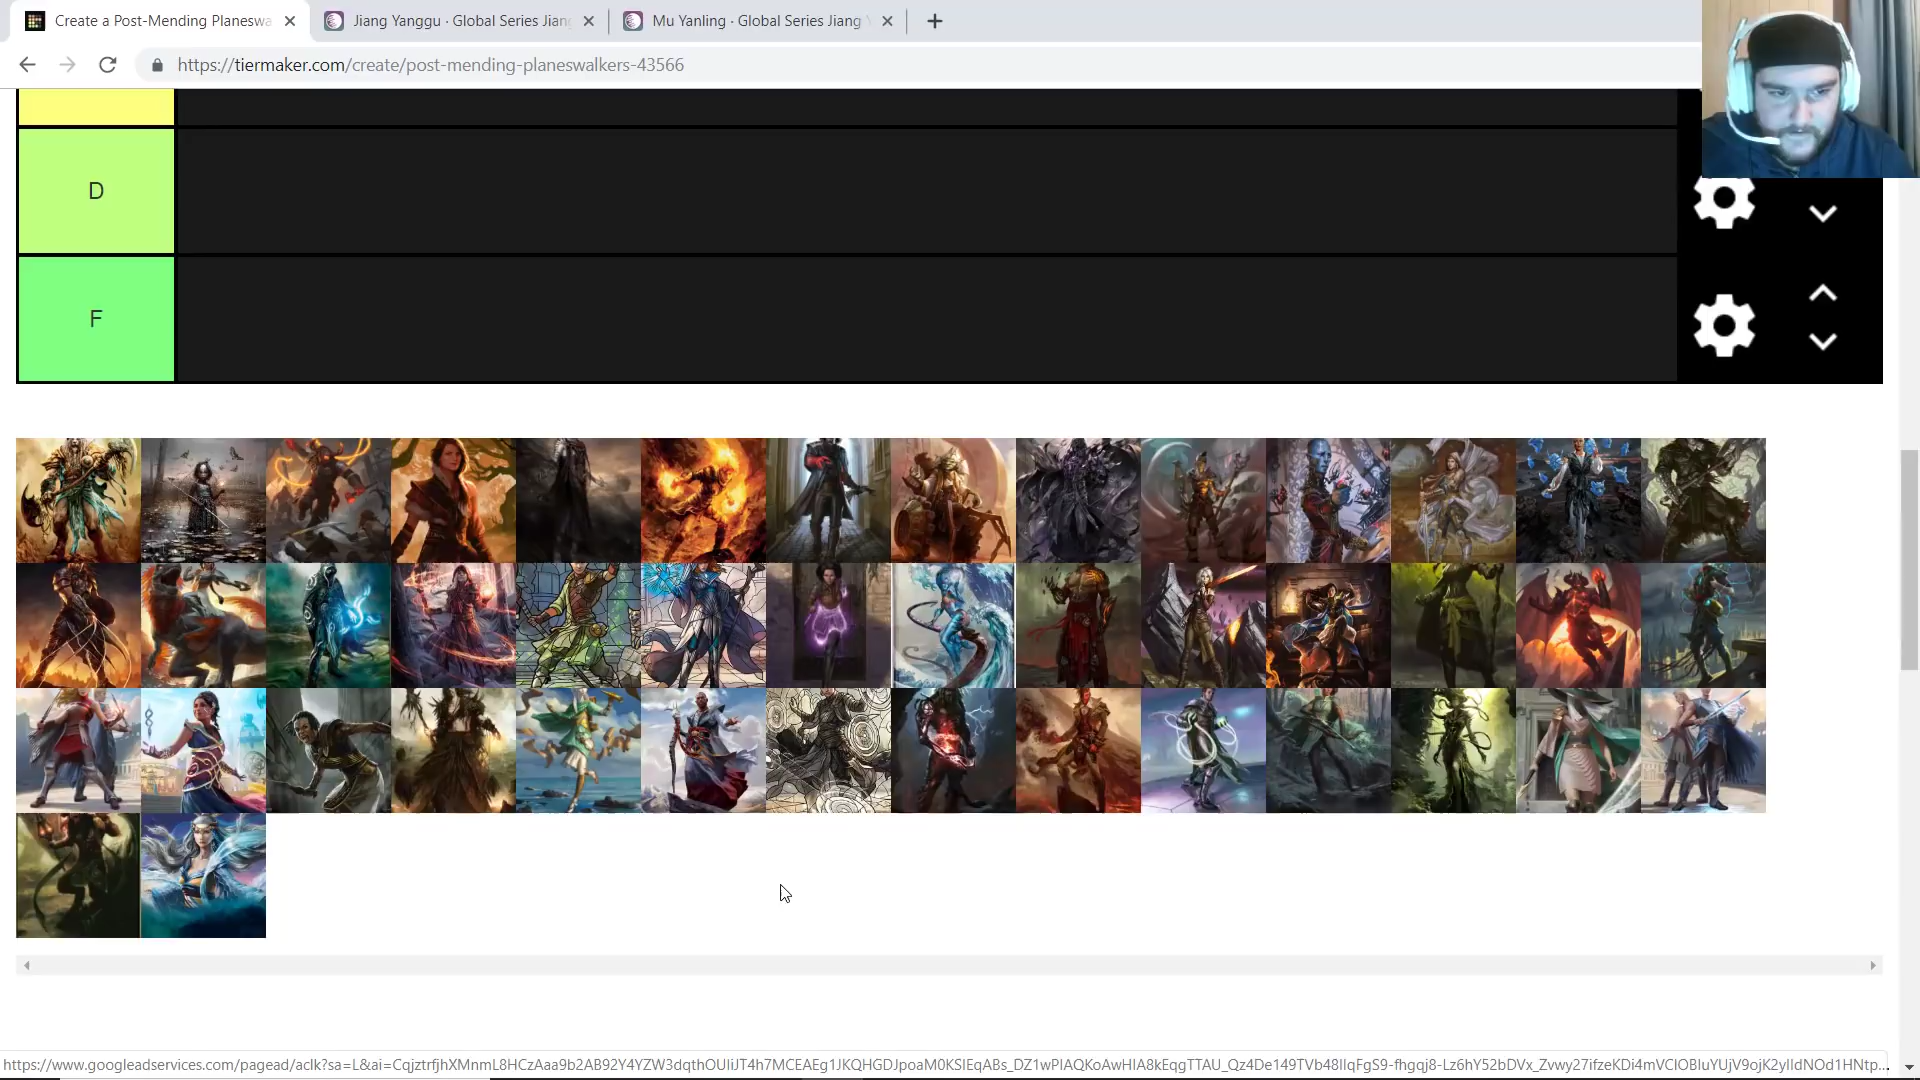 Create a Post-Mending Planeswa
Jiang Yanggu · Global Series Jiang
Mu Yanling · Global Series Jiang Y
https://tiermaker.com/create/post-mending-planeswalkers-43566
D
F